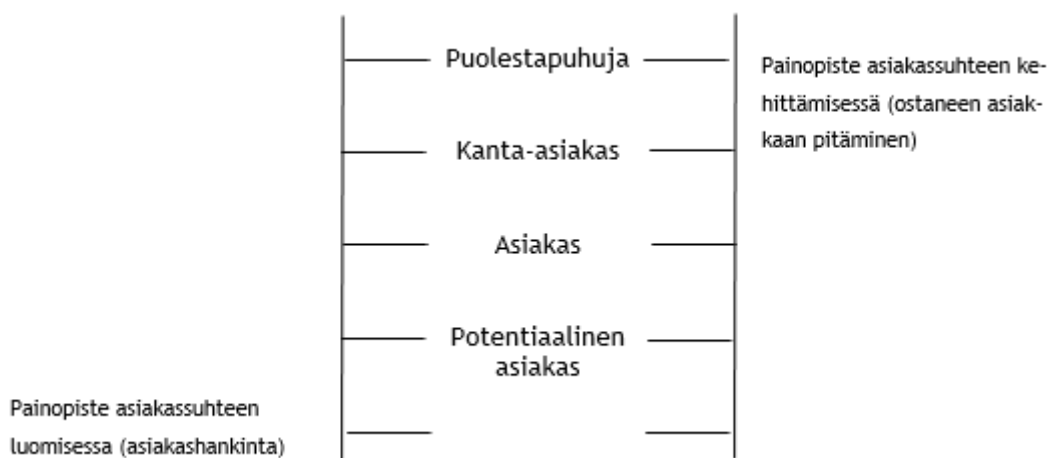 Puolestapuhuja
Painopiste asiakassuhteen ke-
hittämisessä (ostaneen asiak-
kaan pitäminen)
Kanta-asiakas
Asiakas
Potentiaalinen
asiakas
Painopiste asiakassuhteen
luomisessa (asiakashankinta)